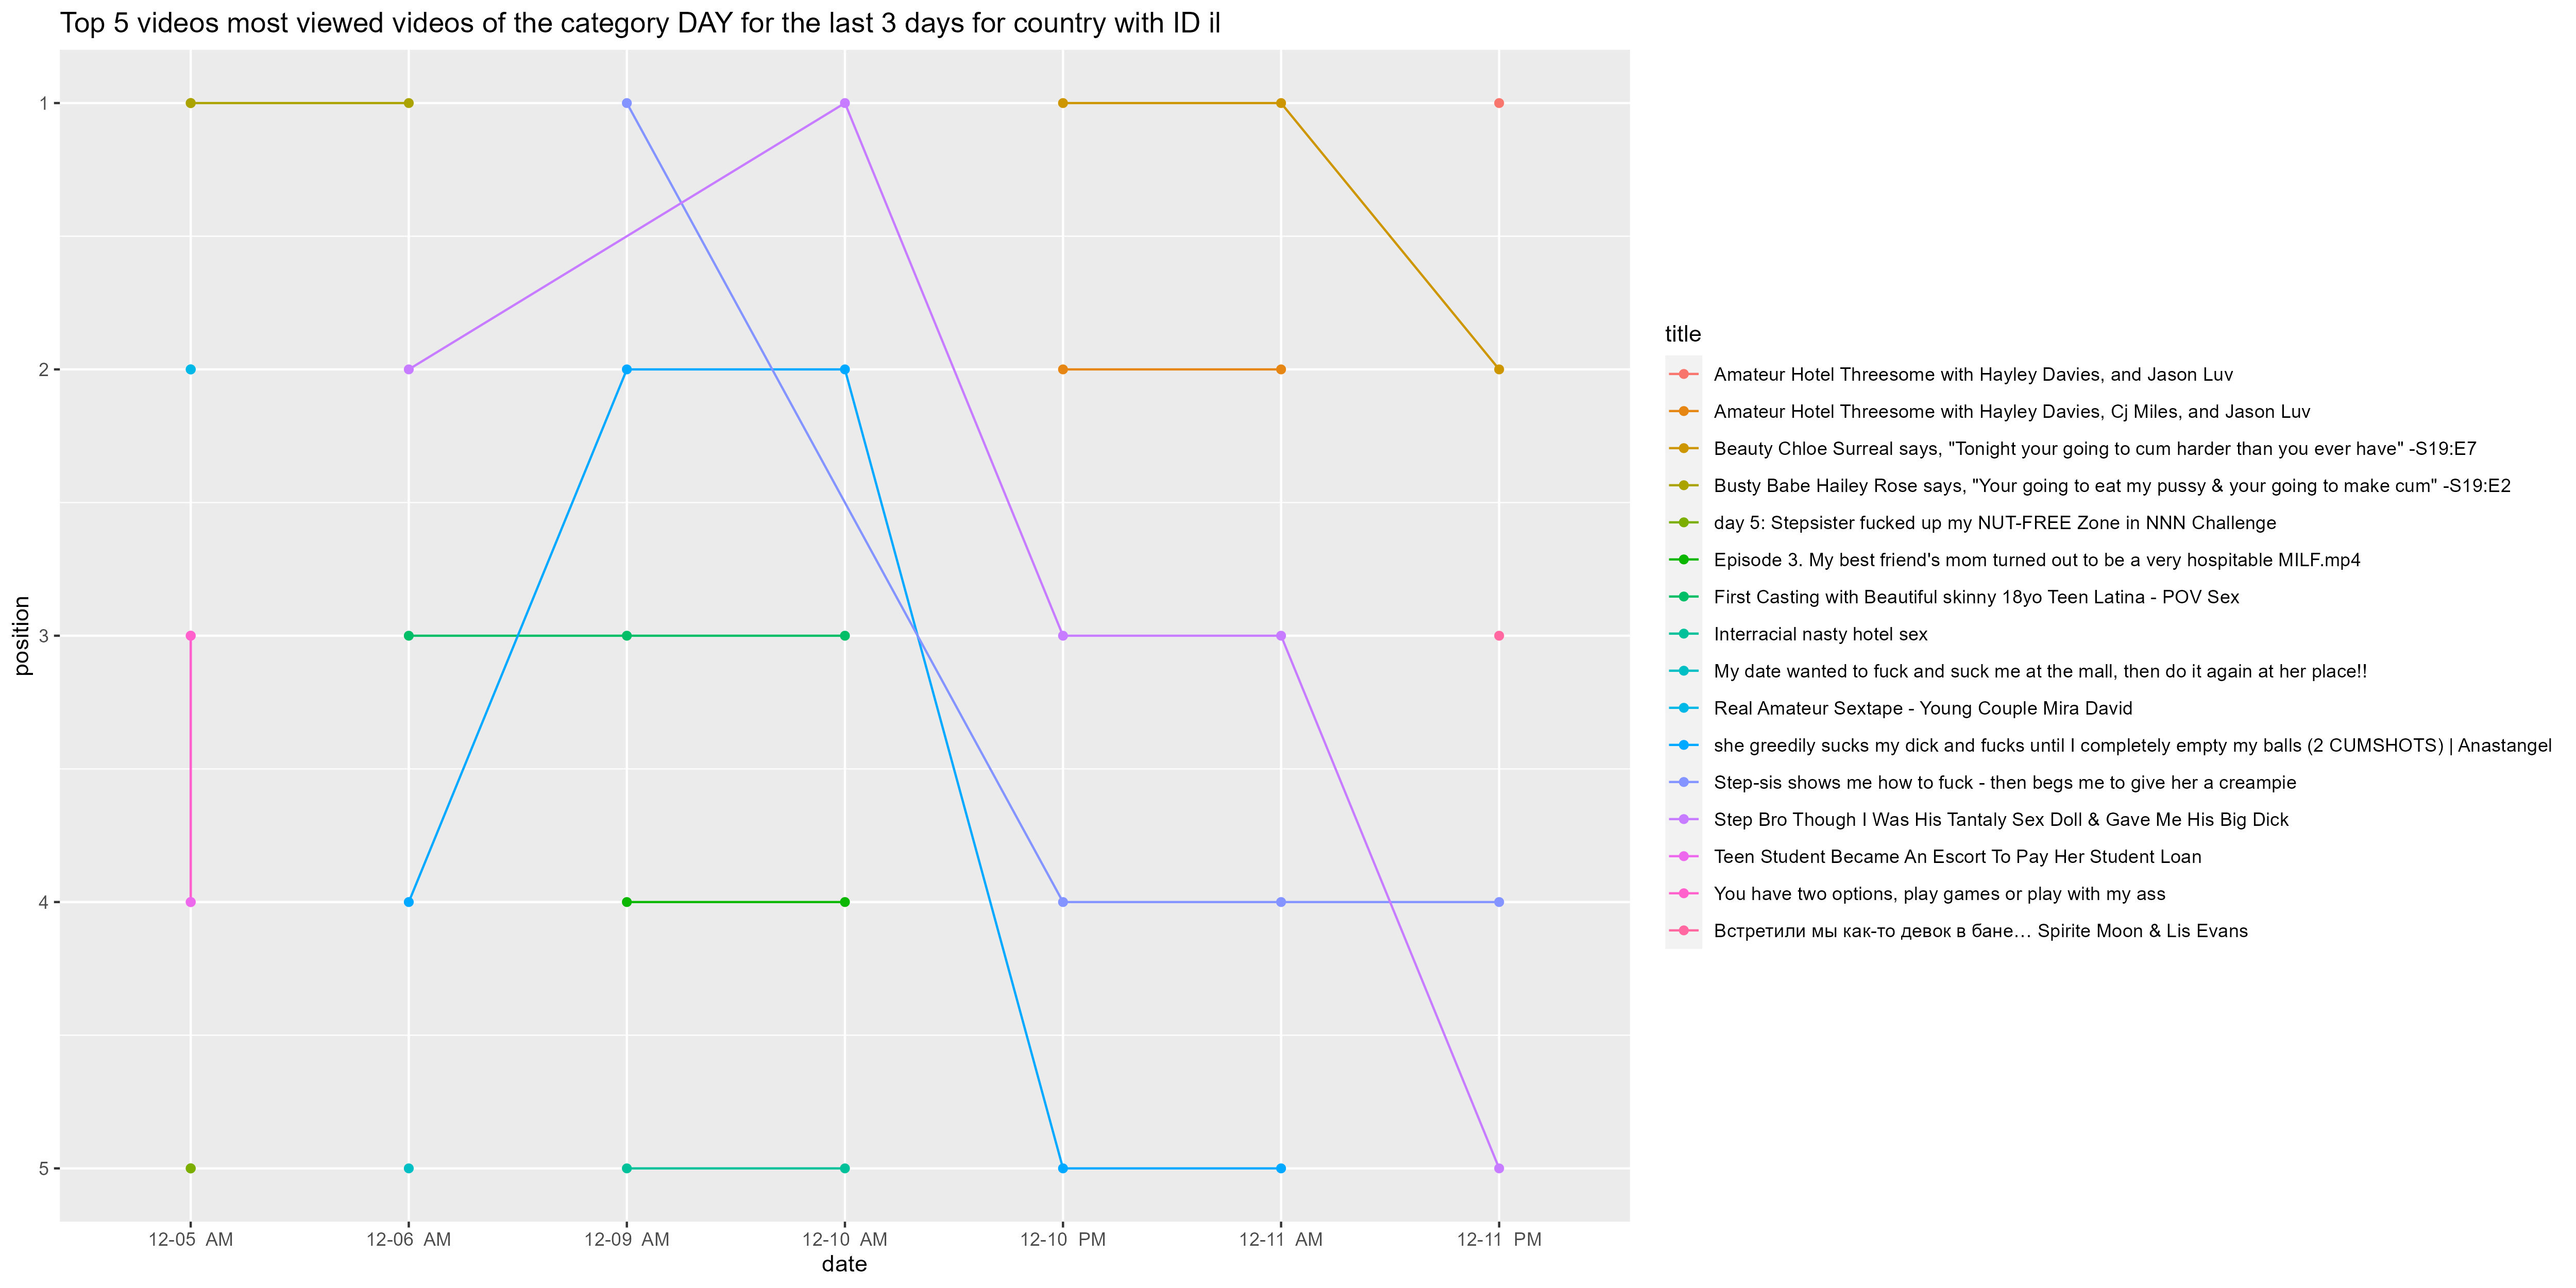 Top 5 videos most viewed videos of the category DAY for the last 3 days for country with ID il
1
2
3
4
5
position
12-05 AM
12-06 AM
12-09 AM
12-10 AM
12-10 PM
12-11 AM
12-11 PM
date
title
Amateur Hotel Threesome with Hayley Davies, and Jason Luv
Amateur Hotel Threesome with Hayley Davies, Cj Miles, and Jason Luv
Beauty Chloe Surreal says, "Tonight your going to cum harder than you ever have" -S19:E7
Busty Babe Hailey Rose says, "Your going to eat my pussy & your going to make cum" -S19:E2
day 5: Stepsister fucked up my NUT-FREE Zone in NNN Challenge
Episode 3. My best friend's mom turned out to be a very hospitable MILF.mp4
First Casting with Beautiful skinny 18yo Teen Latina - POV Sex
Interracial nasty hotel sex
My date wanted to fuck and suck me at the mall, then do it again at her place!!
Real Amateur Sextape - Young Couple Mira David
she greedily sucks my dick and fucks until I completely empty my balls (2 CUMSHOTS) | Anastangel
Step-sis shows me how to fuck - then begs me to give her a creampie
Step Bro Though I Was His Tantaly Sex Doll & Gave Me His Big Dick
Teen Student Became An Escort To Pay Her Student Loan
You have two options, play games or play with my ass
Встретили мы как-то девок в бане… Spirite Moon & Lis Evans